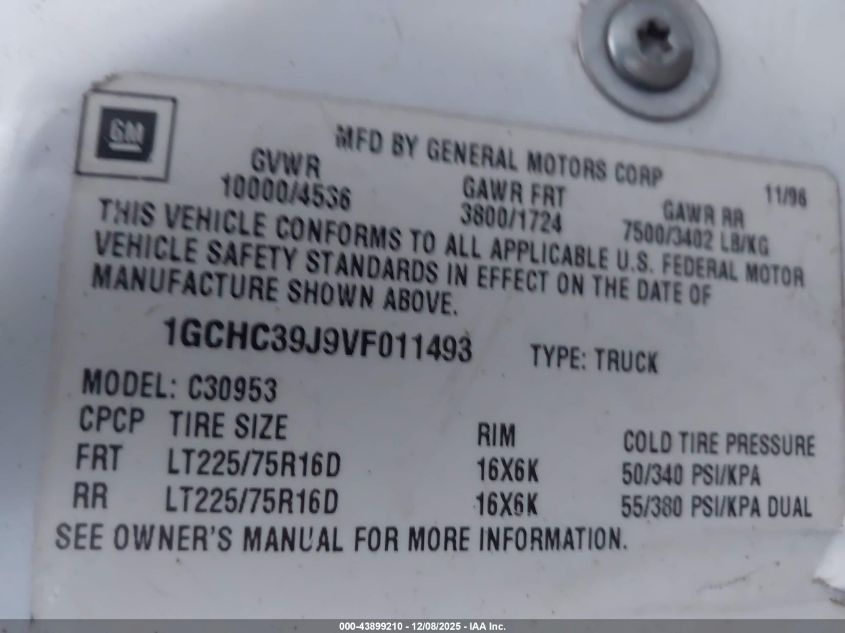 GM
MFD BY GENERAL MOTORS CORP 11/96
GVWR GAWR FRT GAWR RR
10000/4536 3800/1724 7500/3402 LB/KG
THIS VEHICLE CONFORMS TO ALL APPLICABLE U.S. FEDERAL MOTOR
VEHICLE SAFETY STANDARDS IN EFFECT ON THE DATE OF
MANUFACTURE SHOWN ABOVE.
1GCHC39J9VF011493 TYPE: TRUCK
MODEL: C30953
CPCP TIRE SIZE RIM COLD TIRE PRESSURE
FRT LT225/75R16D 16X6K 50/340 PSI/KPA
RR LT225/75R16D 16X6K 55/380 PSI/KPA DUAL
SEE OWNER'S MANUAL FOR MORE INFORMATION.
000-43899210 - 12/08/2025 - IAA Inc.